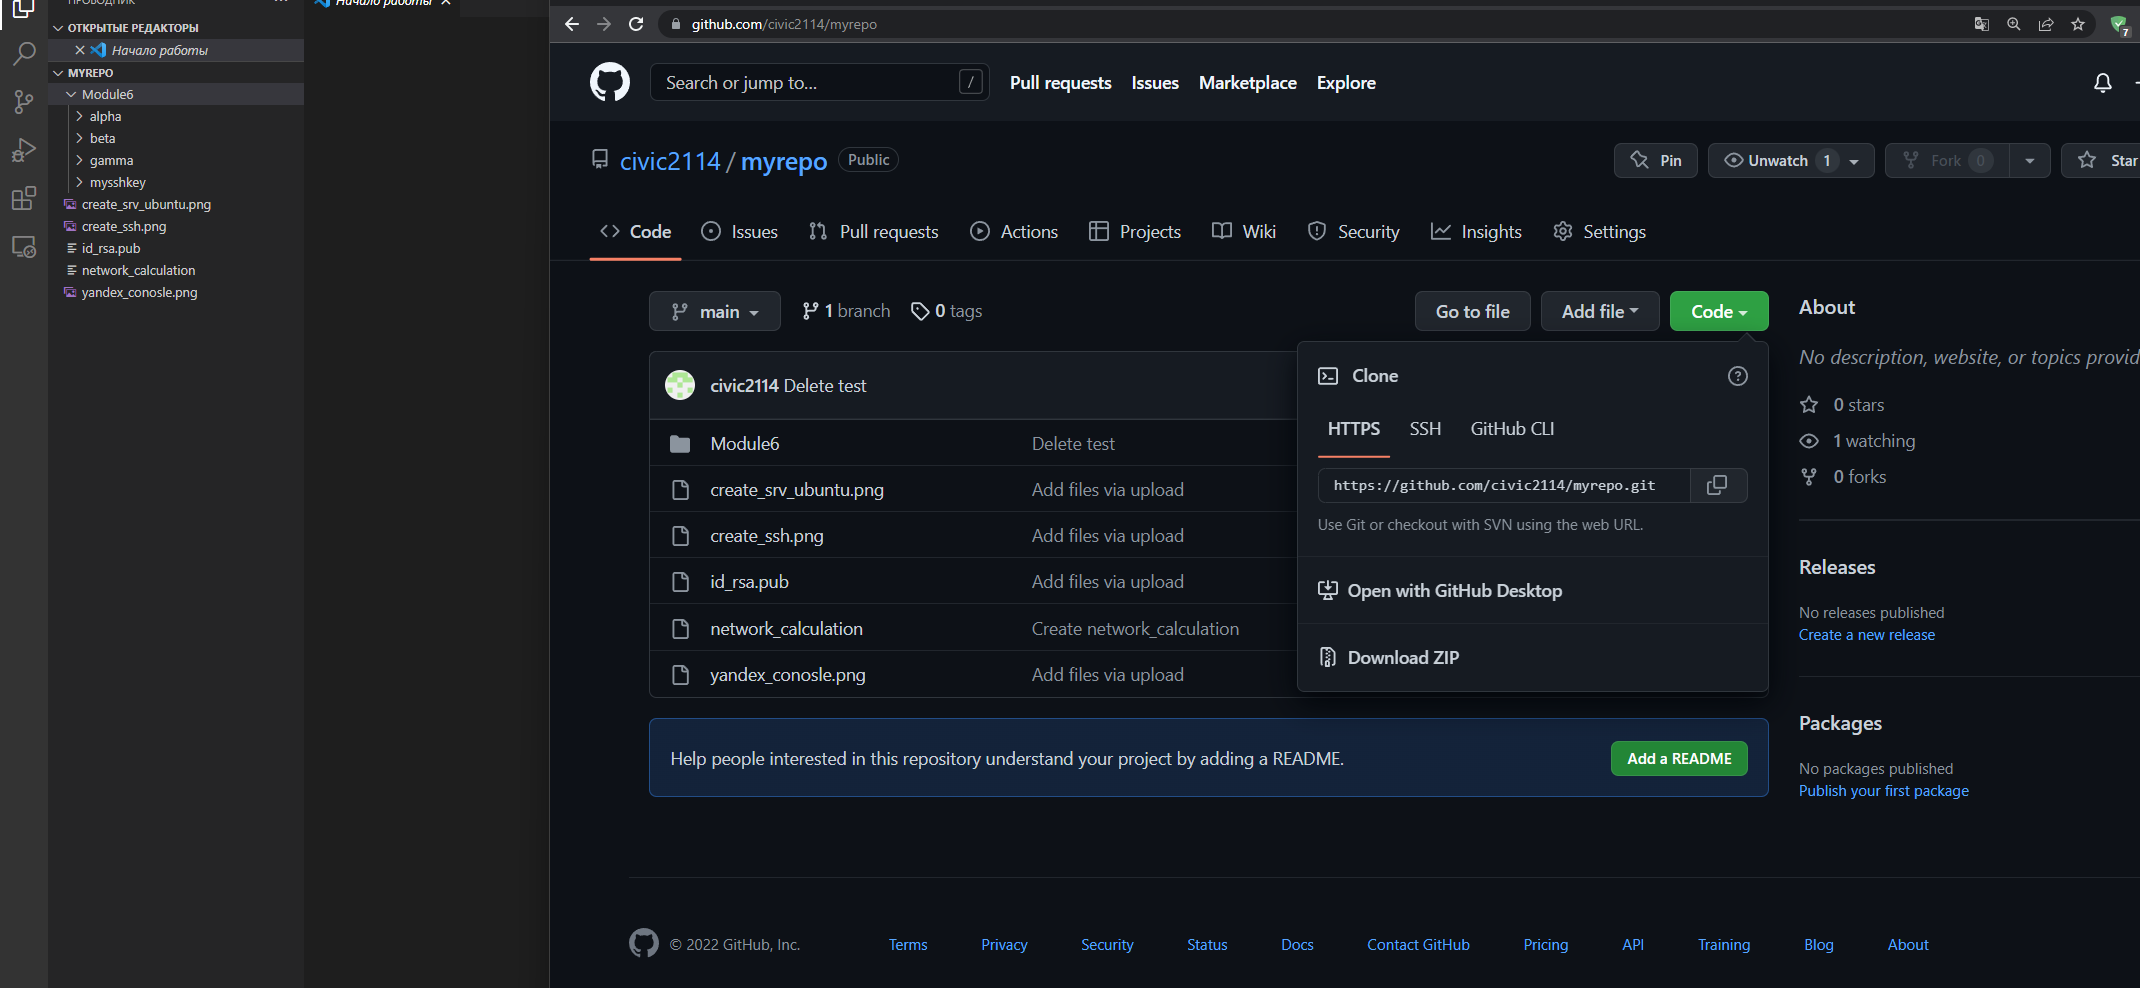 ПРОВОДНИК
ОТКРЫТЫЕ РЕДАКТОРЫ
Начало работы
MYREPO
Module6
alpha
beta
gamma
mysshkey
create_srv_ubuntu.png
create_ssh.png
id_rsa.pub
network_calculation
yandex_conosle.png
Начало работы
github.com/civic2114/myrepo
7
Search or jump to... /
Pull requests Issues Marketplace Explore
civic2114 / myrepo Public
Pin Unwatch 1 Fork 0 Star
Code Issues Pull requests Actions Projects Wiki Security Insights Settings
main 1 branch 0 tags Go to file Add file Code
civic2114 Delete test
Module6 Delete test
create_srv_ubuntu.png Add files via upload
create_ssh.png Add files via upload
id_rsa.pub Add files via upload
network_calculation Create network_calculation
yandex_conosle.png Add files via upload
Clone
HTTPS SSH GitHub CLI
https://github.com/civic2114/myrepo.git
Use Git or checkout with SVN using the web URL.
Open with GitHub Desktop
Download ZIP
Help people interested in this repository understand your project by adding a README. Add a README
About
No description, website, or topics provid
0 stars
1 watching
0 forks
Releases
No releases published
Create a new release
Packages
No packages published
Publish your first package
© 2022 GitHub, Inc. Terms Privacy Security Status Docs Contact GitHub Pricing API Training Blog About